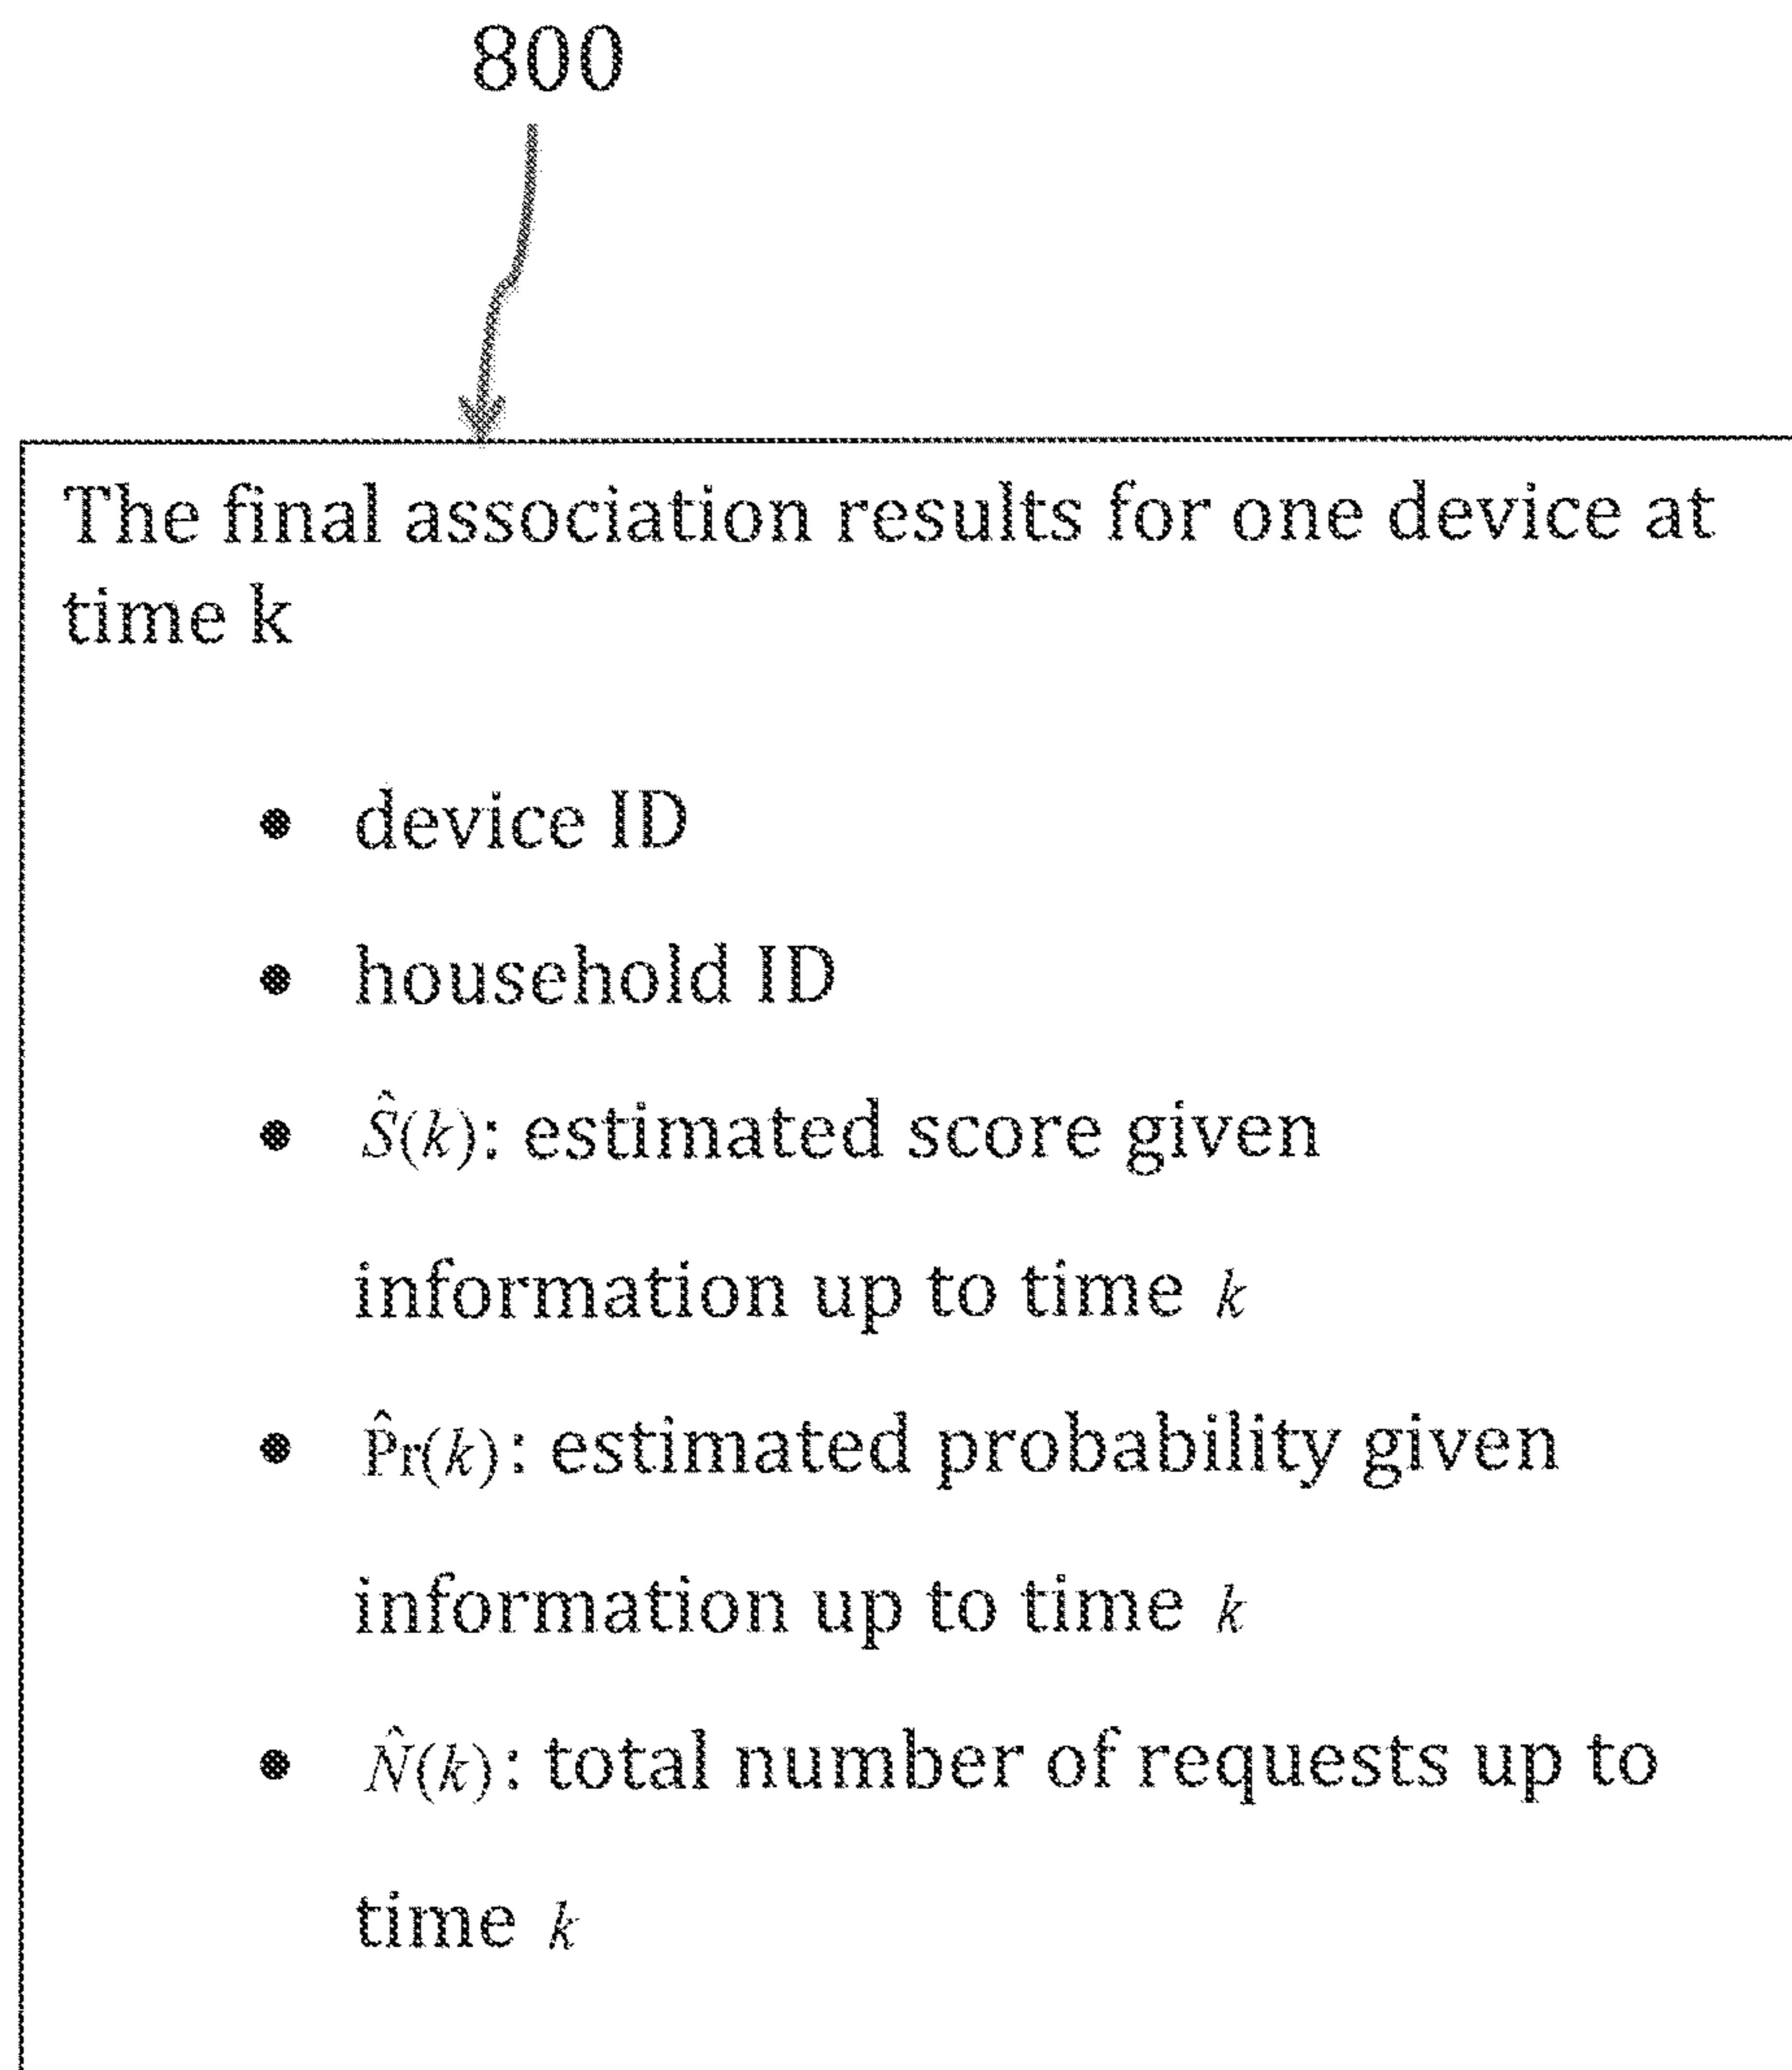 800
The final association results for one device at
time k
• device ID
• household ID
• Ŝ(k): estimated score given
information up to time k
• P̂r(k): estimated probability given
information up to time k
• N̂(k): total number of requests up to
time k